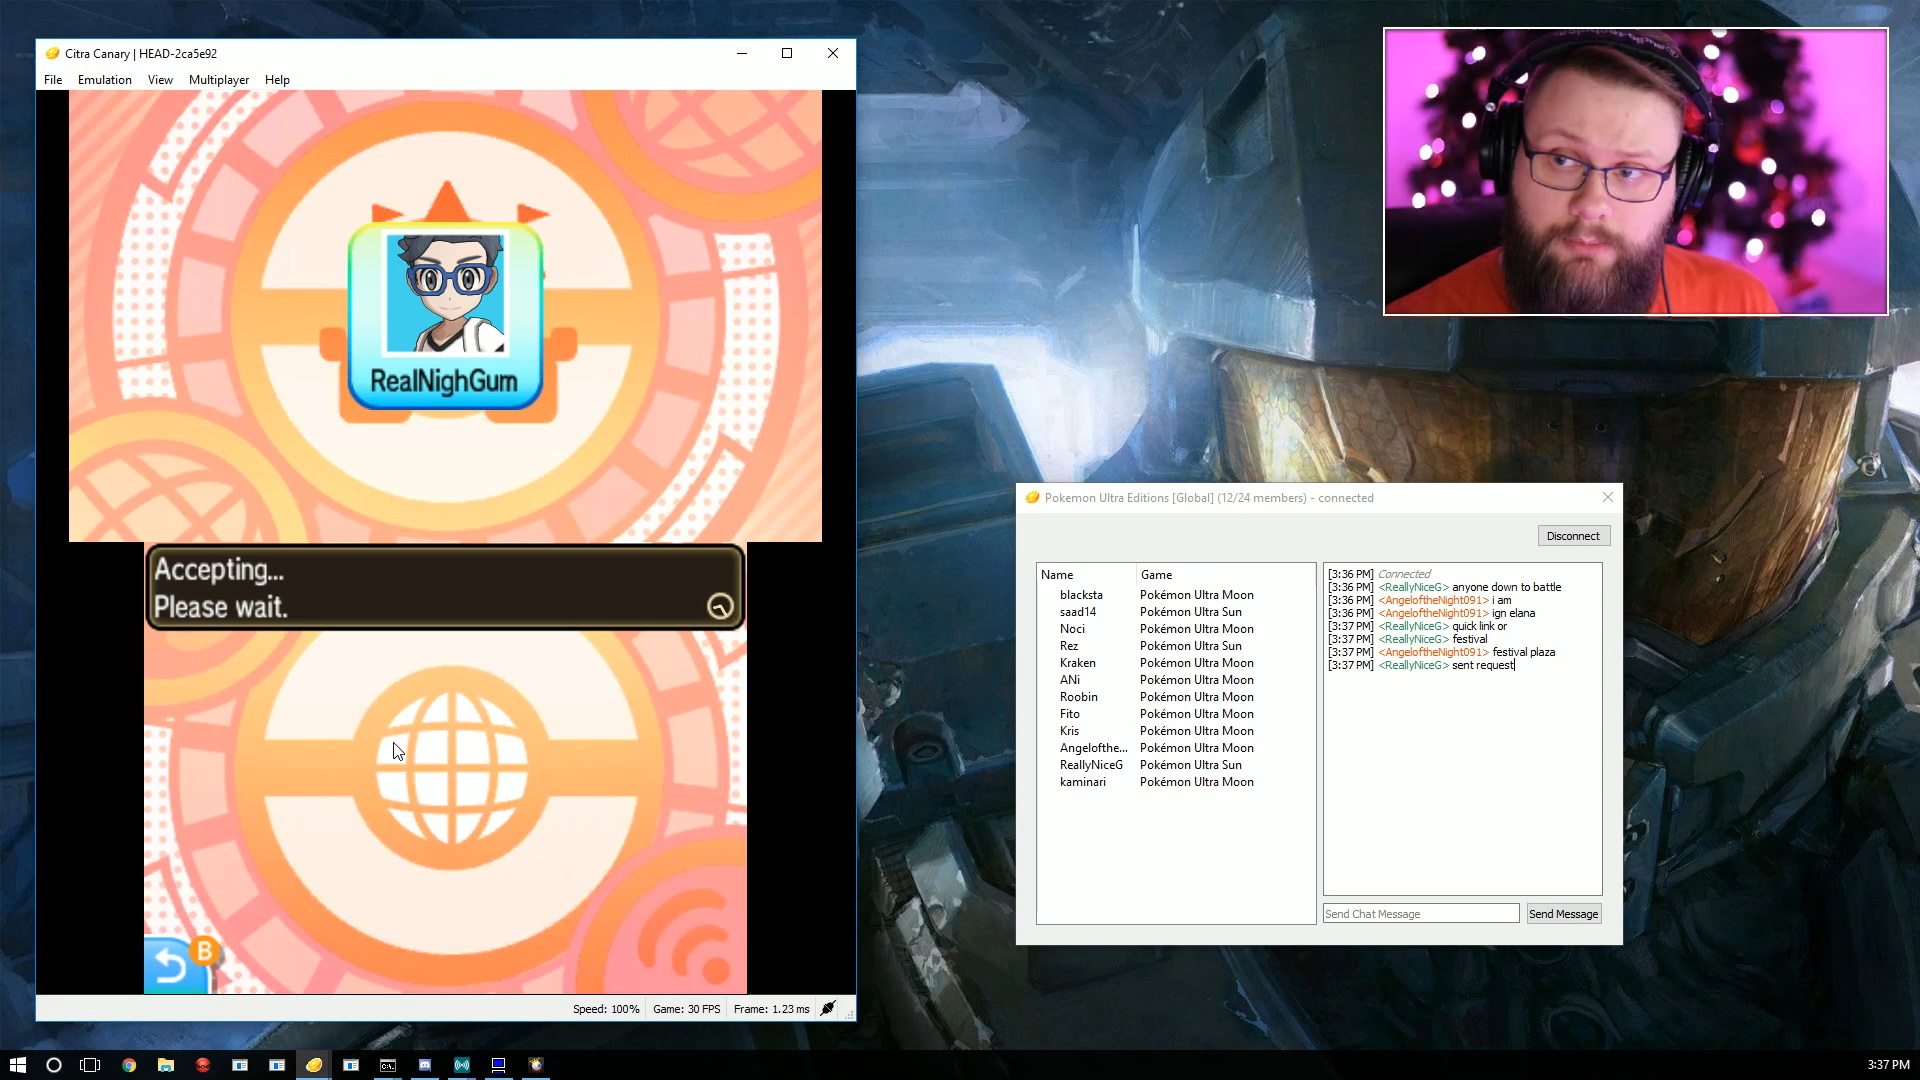 Citra Canary | HEAD-2ca5e92
File Emulation View Multiplayer Help
RealNighGum
Accepting...
Please wait.
B
Speed: 100% Game: 30 FPS Frame: 1.23 ms
Pokemon Ultra Editions [Global] (12/24 members) - connected
Disconnect
Name Game
blacksta Pokémon Ultra Moon
saad14 Pokémon Ultra Sun
Noci Pokémon Ultra Moon
Rez Pokémon Ultra Sun
Kraken Pokémon Ultra Moon
ANi Pokémon Ultra Moon
Roobin Pokémon Ultra Moon
Fito Pokémon Ultra Moon
Kris Pokémon Ultra Moon
Angelofthe... Pokémon Ultra Moon
ReallyNiceG Pokémon Ultra Sun
kaminari Pokémon Ultra Moon
[3:36 PM] Connected
[3:36 PM] <ReallyNiceG> anyone down to battle
[3:36 PM] <AngeloftheNight091> i am
[3:36 PM] <AngeloftheNight091> ign elana
[3:37 PM] <ReallyNiceG> quick link or
[3:37 PM] <ReallyNiceG> festival
[3:37 PM] <AngeloftheNight091> festival plaza
[3:37 PM] <ReallyNiceG> sent request
Send Chat Message
Send Message
3:37 PM